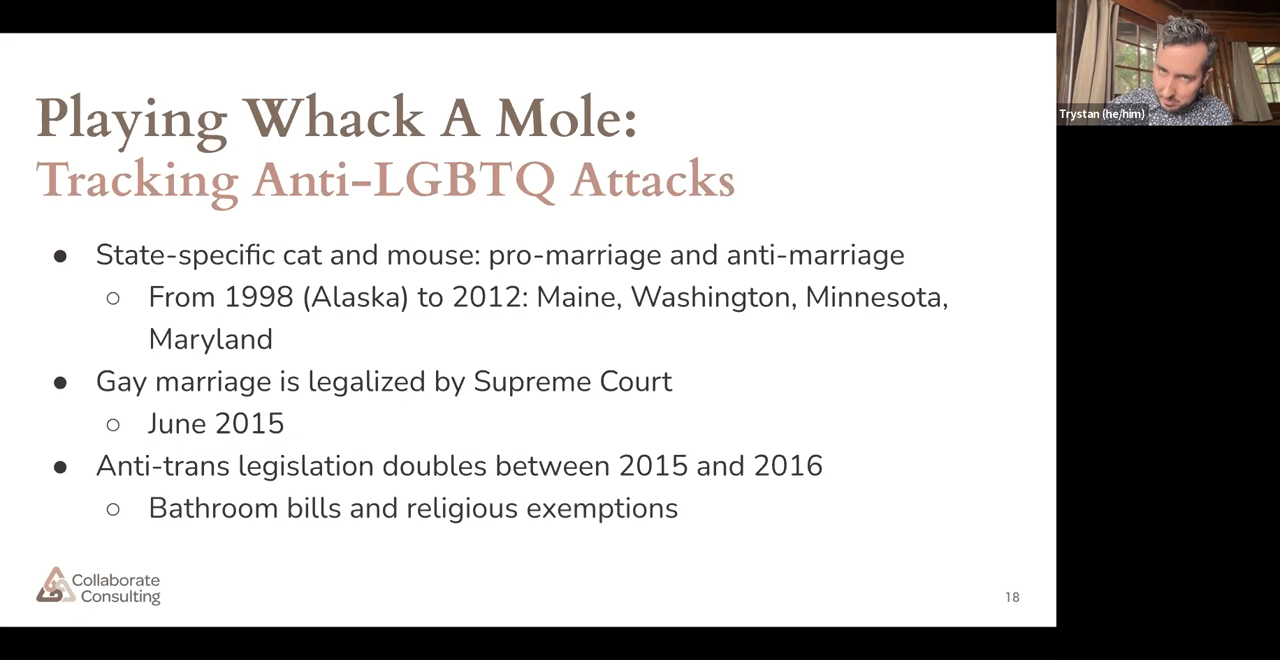 Playing Whack A Mole:
Tracking Anti-LGBTQ Attacks
● State-specific cat and mouse: pro-marriage and anti-marriage
○ From 1998 (Alaska) to 2012: Maine, Washington, Minnesota,
Maryland
● Gay marriage is legalized by Supreme Court
○ June 2015
● Anti-trans legislation doubles between 2015 and 2016
○ Bathroom bills and religious exemptions
Collaborate
Consulting
18
Trystan (he/him)